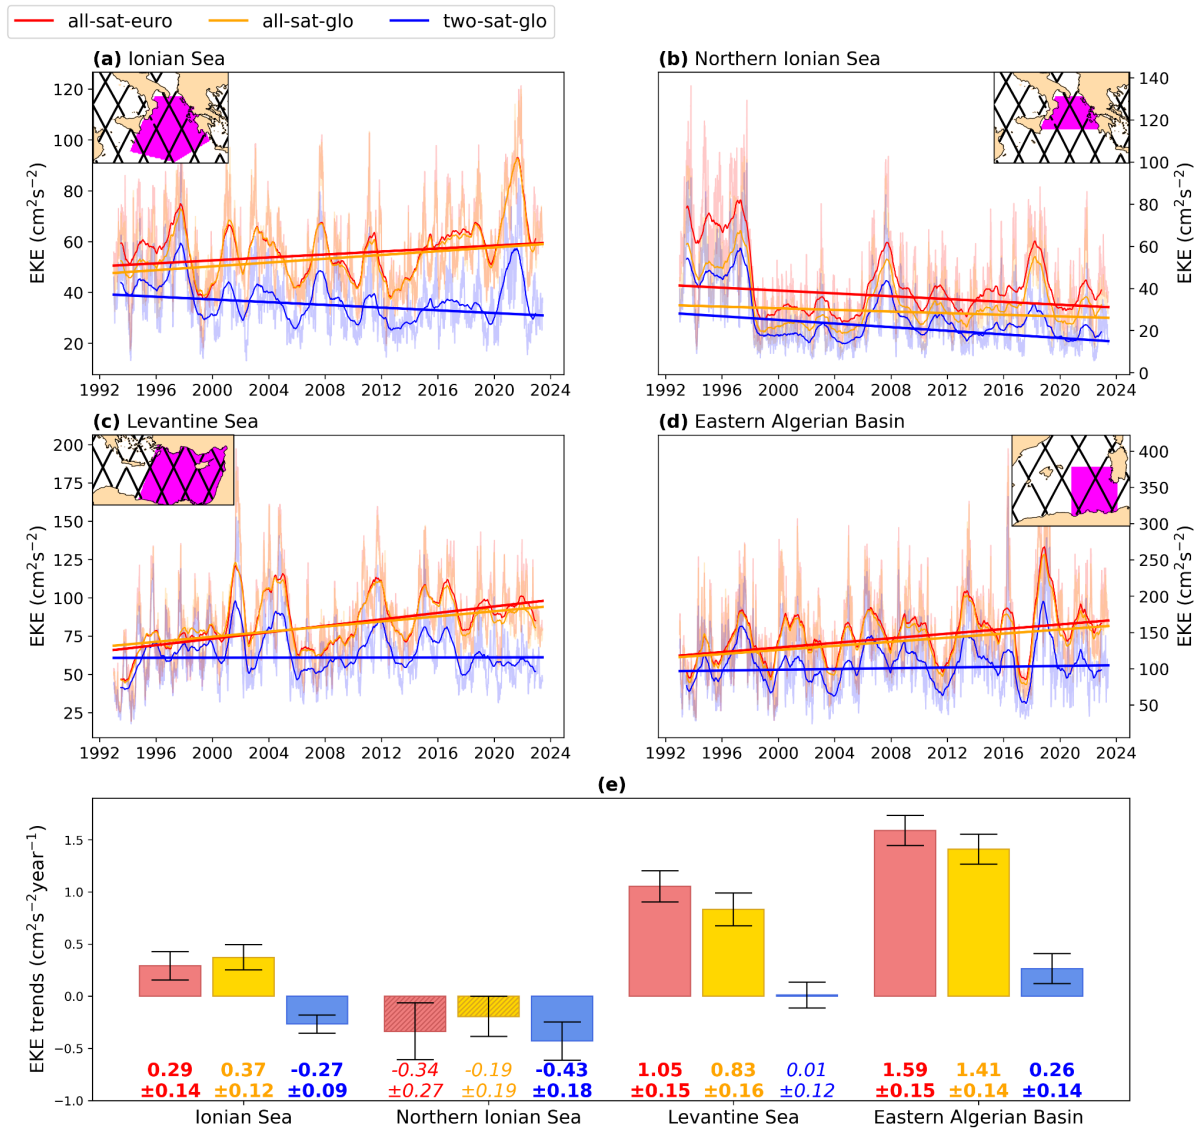 all-sat-euro all-sat-glo two-sat-glo
(a) Ionian Sea
EKE (cm²s⁻²)
120
100
80
60
40
20
1992 1996 2000 2004 2008 2012 2016 2020 2024
(b) Northern Ionian Sea
140
120
100
80
60
40
20
0
EKE (cm²s⁻²)
1992 1996 2000 2004 2008 2012 2016 2020 2024
(c) Levantine Sea
EKE (cm²s⁻²)
200
175
150
125
100
75
50
25
1992 1996 2000 2004 2008 2012 2016 2020 2024
(d) Eastern Algerian Basin
400
350
300
250
200
150
100
50
EKE (cm²s⁻²)
1992 1996 2000 2004 2008 2012 2016 2020 2024
(e)
EKE trends (cm²s⁻²year⁻¹)
1.5
1.0
0.5
0.0
−0.5
−1.0
0.29 0.37 -0.27 -0.34 -0.19 -0.43 1.05 0.83 0.01 1.59 1.41 0.26
±0.14 ±0.12 ±0.09 ±0.27 ±0.19 ±0.18 ±0.15 ±0.16 ±0.12 ±0.15 ±0.14 ±0.14
Ionian Sea Northern Ionian Sea Levantine Sea Eastern Algerian Basin